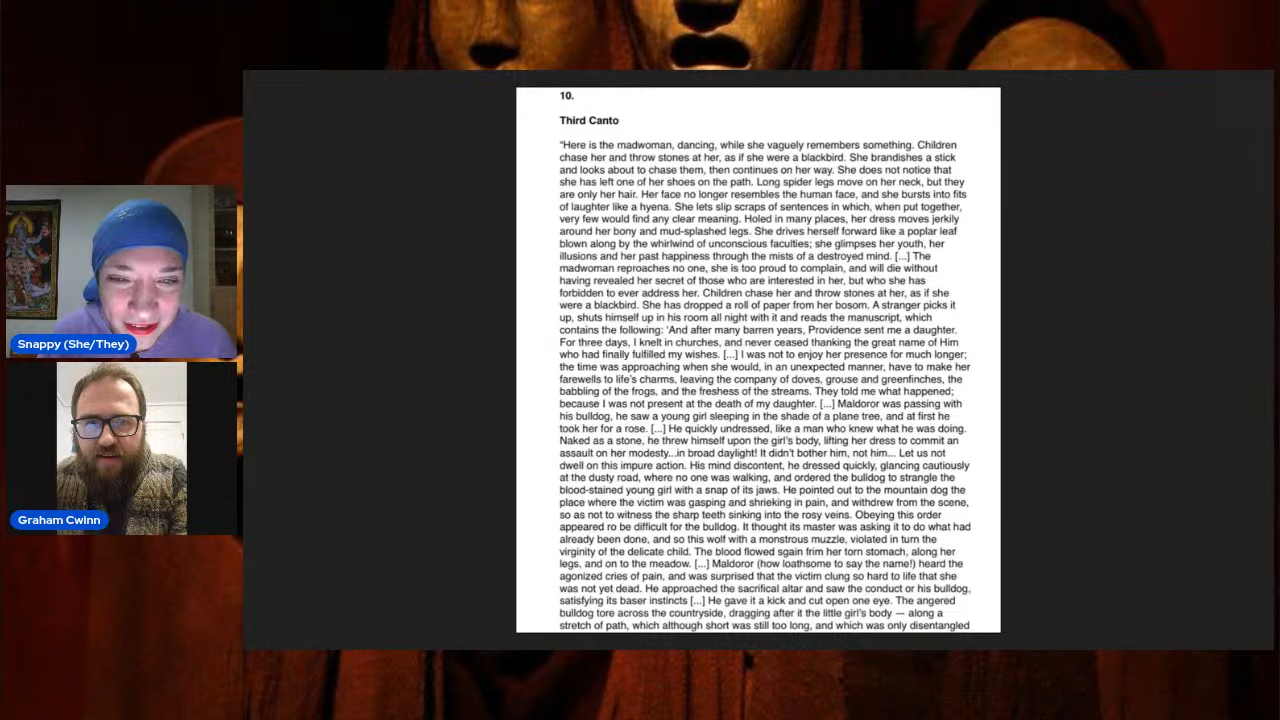 10.
Third Canto
“Here is the madwoman, dancing, while she vaguely remembers something. Children
chase her and throw stones at her, as if she were a blackbird. She brandishes a stick
and looks about to chase them, then continues on her way. She does not notice that
she has left one of her shoes on the path. Long spider legs move on her neck, but they
are only her hair. Her face no longer resembles the human face, and she bursts into fits
of laughter like a hyena. She lets slip scraps of sentences in which, when put together,
very few would find any clear meaning. Holed in many places, her dress moves jerkily
around her bony and mud-splashed legs. She drives herself forward like a poplar leaf
blown along by the whirlwind of unconscious faculties; she glimpses her youth, her
illusions and her past happiness through the mists of a destroyed mind. [...] The
madwoman reproaches no one, she is too proud to complain, and will die without
having revealed her secret of those who are interested in her, but who she has
forbidden to ever address her. Children chase her and throw stones at her, as if she
were a blackbird. She has dropped a roll of paper from her bosom. A stranger picks it
up, shuts himself up in his room all night with it and reads the manuscript, which
contains the following: ‘And after many barren years, Providence sent me a daughter.
For three days, I knelt in churches, and never ceased thanking the great name of Him
who had finally fulfilled my wishes. [...] I was not to enjoy her presence for much longer;
the time was approaching when she would, in an unexpected manner, have to make her
farewells to life’s charms, leaving the company of doves, grouse and greenfinches, the
babbling of the frogs, and the freshness of the streams. They told me what happened;
because I was not present at the death of my daughter. [...] Maldoror was passing with
his bulldog, he saw a young girl sleeping in the shade of a plane tree, and at first he
took her for a rose. [...] He quickly undressed, like a man who knew what he was doing.
Naked as a stone, he threw himself upon the girl’s body, lifting her dress to commit an
assault on her modesty...in broad daylight! It didn’t bother him, not him... Let us not
dwell on this impure action. His mind discontent, he dressed quickly, glancing cautiously
at the dusty road, where no one was walking, and ordered the bulldog to strangle the
blood-stained young girl with a snap of its jaws. He pointed out to the mountain dog the
place where the victim was gasping and shrieking in pain, and withdrew from the scene,
so as not to witness the sharp teeth sinking into the rosy veins. Obeying this order
appeared ro be difficult for the bulldog. It thought its master was asking it to do what had
already been done, and so this wolf with a monstrous muzzle, violated in turn the
virginity of the delicate child. The blood flowed sgain frim her torn stomach, along her
legs, and on to the meadow. [...] Maldoror (how loathsome to say the name!) heard the
agonized cries of pain, and was surprised that the victim clung so hard to life that she
was not yet dead. He approached the sacrifical altar and saw the conduct or his bulldog,
satisfying its baser instincts [...] He gave it a kick and cut open one eye. The angered
bulldog tore across the countryside, dragging after it the little girl’s body — along a
stretch of path, which although short was still too long, and which was only disentangled
Snappy (She/They)
Graham Cwinn